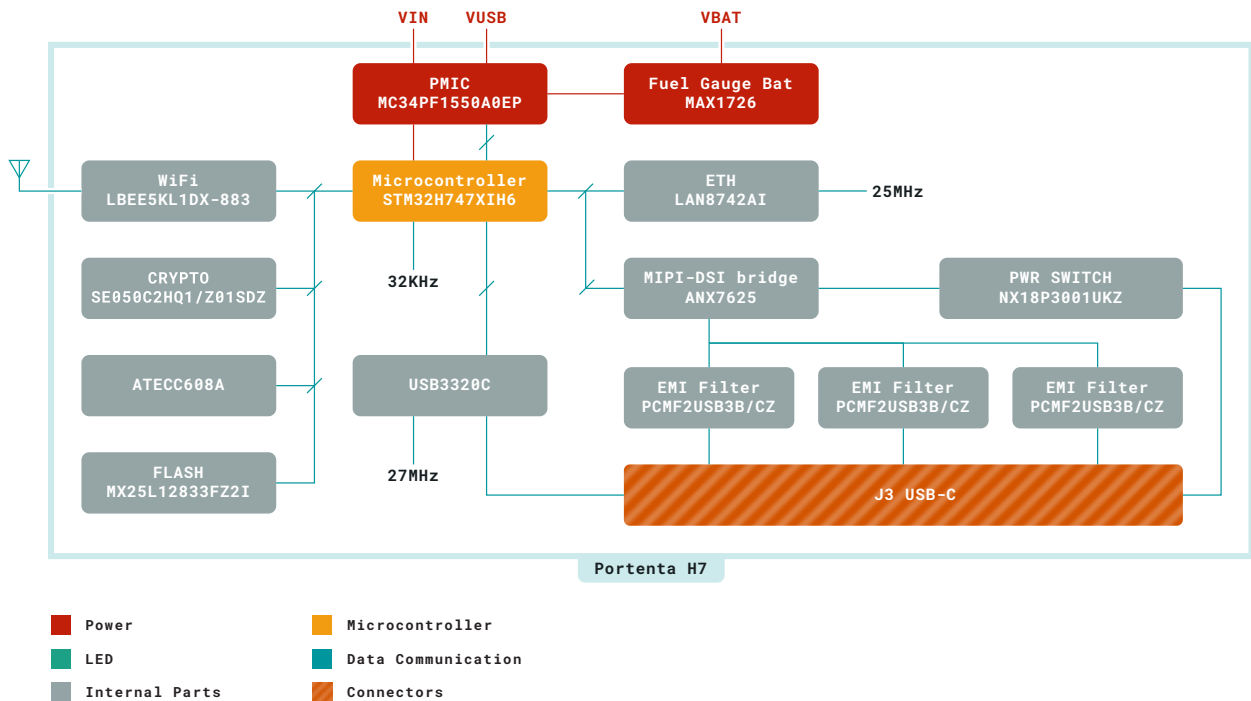 VIN
VUSB
VBAT
PMIC
MC34PF1550A0EP
Fuel Gauge Bat
MAX1726
WiFi
LBEE5KL1DX-883
Microcontroller
STM32H747XIH6
ETH
LAN8742AI
25MHz
CRYPTO
SE050C2HQ1/Z01SDZ
32KHz
MIPI-DSI bridge
ANX7625
PWR SWITCH
NX18P3001UKZ
ATECC608A
USB3320C
EMI Filter
PCMF2USB3B/CZ
EMI Filter
PCMF2USB3B/CZ
EMI Filter
PCMF2USB3B/CZ
FLASH
MX25L12833FZ2I
27MHz
J3 USB-C
Portenta H7
Power
Microcontroller
LED
Data Communication
Internal Parts
Connectors